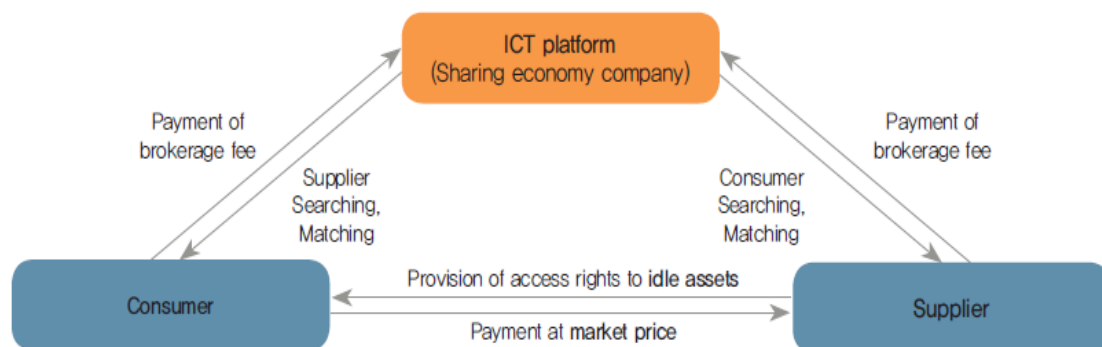 ICT platform
(Sharing economy company)
Payment of
brokerage fee
Payment of
brokerage fee
Supplier
Searching,
Matching
Consumer
Searching,
Matching
Provision of access rights to idle assets
Consumer
Supplier
Payment at market price